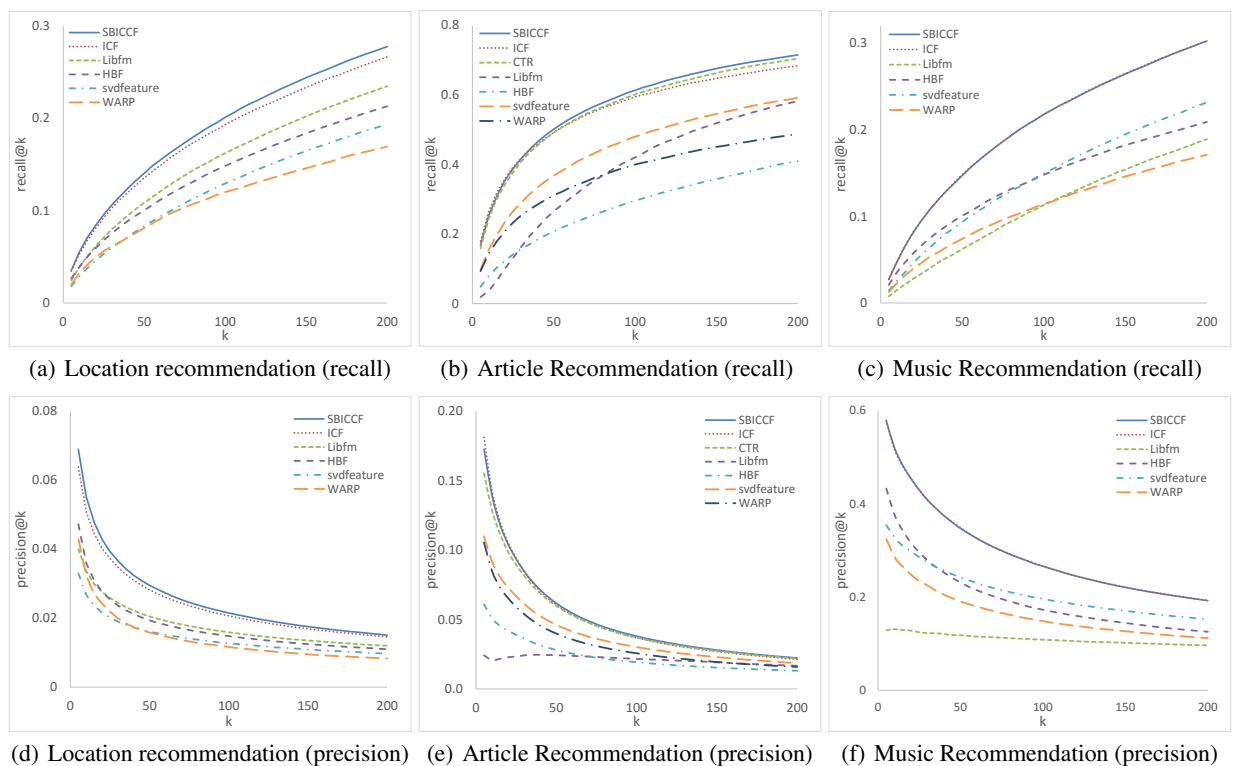 0.3
0.2
0.1
0
recall@k
SBICCF
ICF
Libfm
HBF
svdfeature
WARP
0 50 100 150 200
k
(a) Location recommendation (recall)
0.8
0.6
0.4
0.2
0
recall@k
SBICCF
ICF
CTR
Libfm
HBF
svdfeature
WARP
0 50 100 150 200
k
(b) Article Recommendation (recall)
0.3
0.2
0.1
0
recall@k
SBICCF
ICF
Libfm
HBF
svdfeature
WARP
0 50 100 150 200
k
(c) Music Recommendation (recall)
0.08
0.06
0.04
0.02
0
precision@k
SBICCF
ICF
Libfm
HBF
svdfeature
WARP
0 50 100 150 200
k
(d) Location recommendation (precision)
0.20
0.15
0.10
0.05
0.0
precision@k
SBICCF
ICF
CTR
Libfm
HBF
svdfeature
WARP
0 50 100 150 200
k
(e) Article Recommendation (precision)
0.6
0.4
0.2
0
precision@k
SBICCF
ICF
Libfm
HBF
svdfeature
WARP
0 50 100 150 200
k
(f) Music Recommendation (precision)